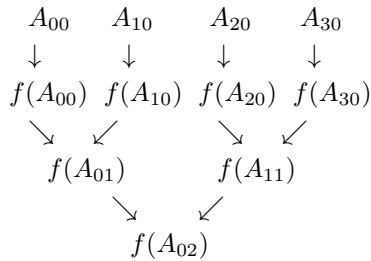 A₀₀ A₁₀ A₂₀ A₃₀
f(A₀₀) f(A₁₀) f(A₂₀) f(A₃₀)
f(A₀₁) f(A₁₁)
f(A₀₂)